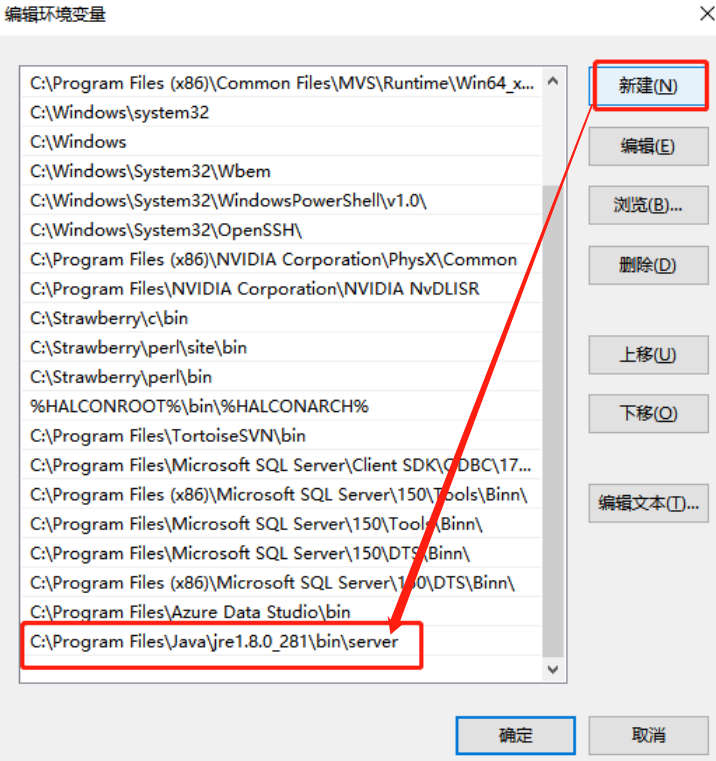 编辑环境变量
C:\Program Files (x86)\Common Files\MVS\Runtime\Win64_x...
C:\Windows\system32
C:\Windows
C:\Windows\System32\Wbem
C:\Windows\System32\WindowsPowerShell\v1.0\
C:\Windows\System32\OpenSSH\
C:\Program Files (x86)\NVIDIA Corporation\PhysX\Common
C:\Program Files\NVIDIA Corporation\NVIDIA NvDLISR
C:\Strawberry\c\bin
C:\Strawberry\perl\site\bin
C:\Strawberry\perl\bin
%HALCONROOT%\bin\%HALCONARCH%
C:\Program Files\TortoiseSVN\bin
C:\Program Files\Microsoft SQL Server\Client SDK\ODBC\17...
C:\Program Files (x86)\Microsoft SQL Server\150\Tools\Binn\
C:\Program Files\Microsoft SQL Server\150\Tools\Binn\
C:\Program Files\Microsoft SQL Server\150\DTS\Binn\
C:\Program Files (x86)\Microsoft SQL Server\150\DTS\Binn\
C:\Program Files\Azure Data Studio\bin
C:\Program Files\Java\jre1.8.0_281\bin\server
新建(N)
编辑(E)
浏览(B)...
删除(D)
上移(U)
下移(O)
编辑文本(T)...
确定
取消